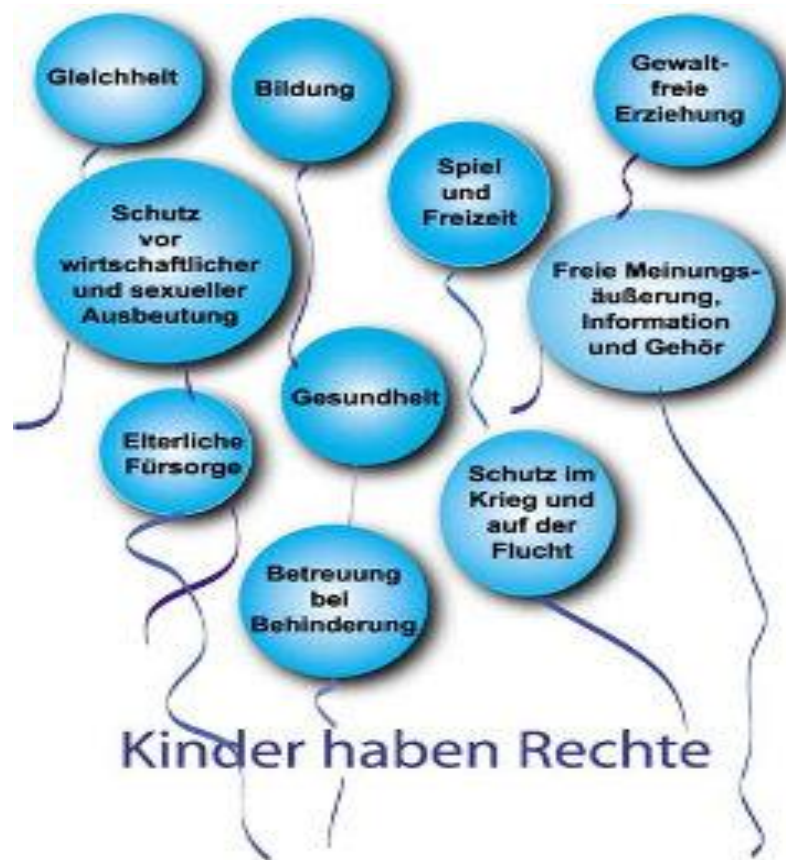 Gleichheit
Bildung
Gewalt-
freie
Erziehung
Spiel
und
Freizeit
Schutz
vor
wirtschaftlicher
und sexueller
Ausbeutung
Freie Meinungs-
äußerung,
Information
und Gehör
Gesundheit
Elterliche
Fürsorge
Schutz im
Krieg und
auf der
Flucht
Betreuung
bei
Behinderung
Kinder haben Rechte